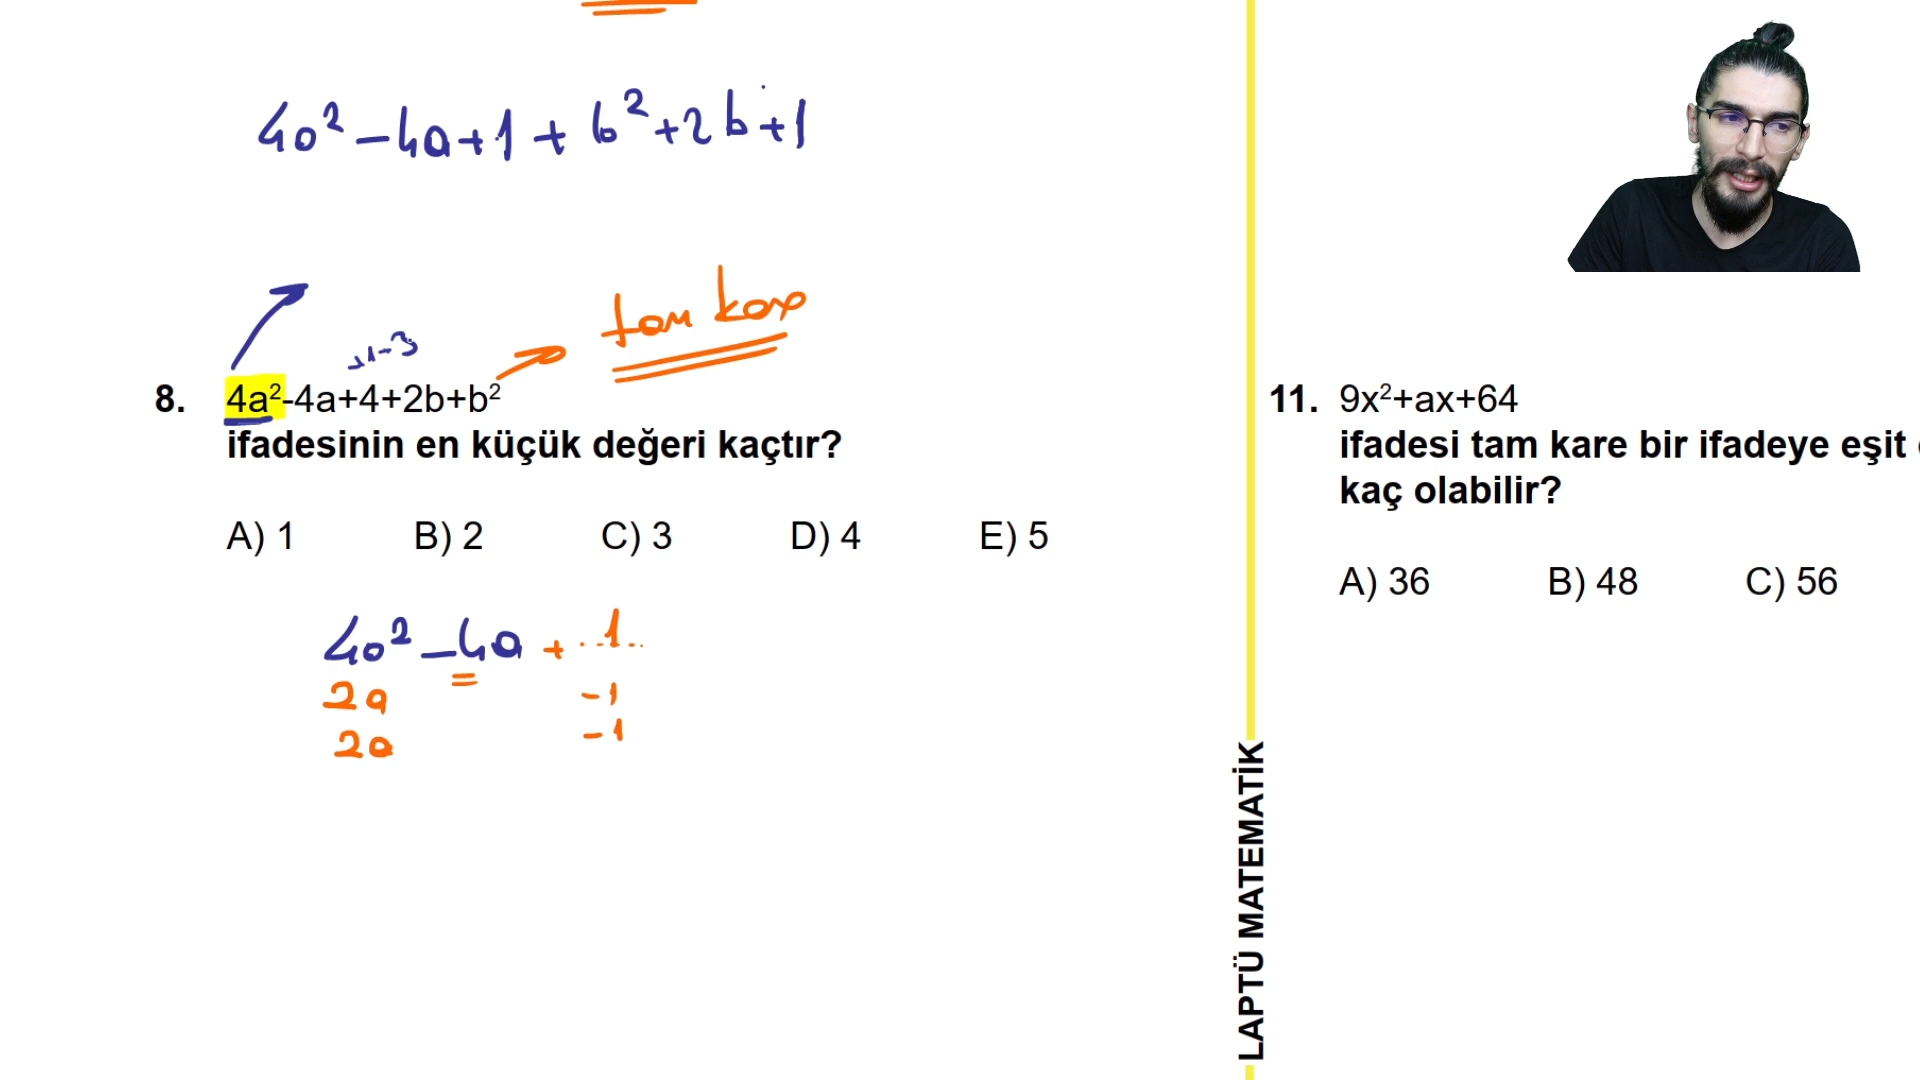 4a² -4a+1 + b²+2b+1
tam kare
+1-3
8. 4a²-4a+4+2b+b²
ifadesinin en küçük değeri kaçtır?
A) 1 B) 2 C) 3 D) 4 E) 5
4a² -4a + 1
2a -1
2a -1
LAPTÜ MATEMATİK
11. 9x²+ax+64
ifadesi tam kare bir ifadeye eşit
kaç olabilir?
A) 36 B) 48 C) 56